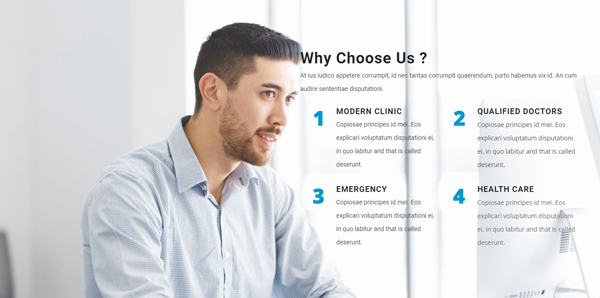 Why Choose Us ?
At ius iudico appetere corrumpit, id nec tantas corrumpit quaerendum, purto habemus vix id. An cum
audire sententiae disputationi.
1 MODERN CLINIC
Copiosae principes id mei. Eos
explicari voluptatum disputationi ei,
in quo labitur and that is called
deserunt.
2 QUALIFIED DOCTORS
Copiosae principes id mei. Eos
explicari voluptatum disputationi
ei, in quo labitur and that is called
deserunt.
3 EMERGENCY
Copiosae principes id mei. Eos
explicari voluptatum disputationi ei,
in quo labitur and that is called
deserunt.
4 HEALTH CARE
Copiosae principes id mei. Eos
explicari voluptatum disputationi
ei, in quo labitur and that is called
deserunt.